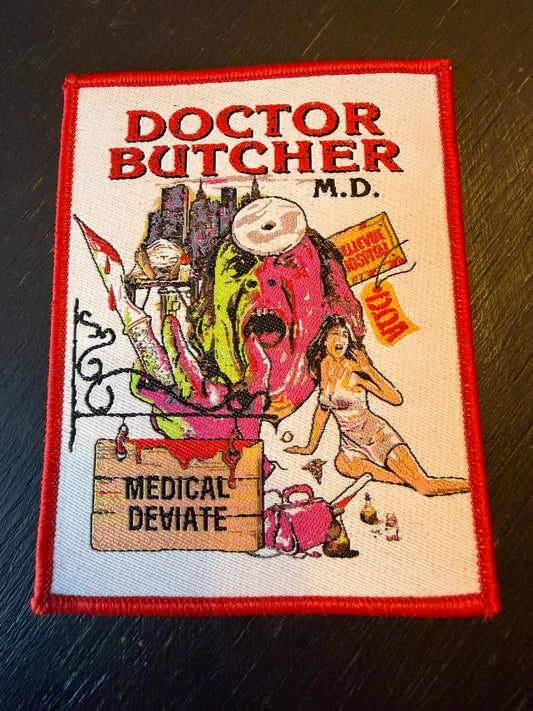 DOCTOR
BUTCHER
M.D.
BELLEVUE
HOSPITAL
MEDICAL
DEVIATE